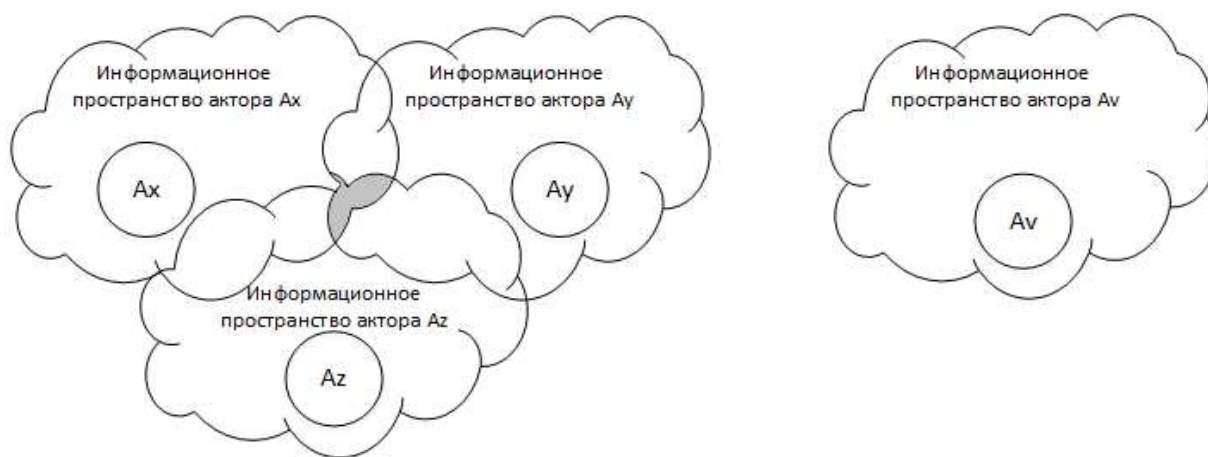 Информационное
пространство актора Ax
Ax
Информационное
пространство актора Ay
Ay
Информационное
пространство актора Az
Az
Информационное
пространство актора Av
Av